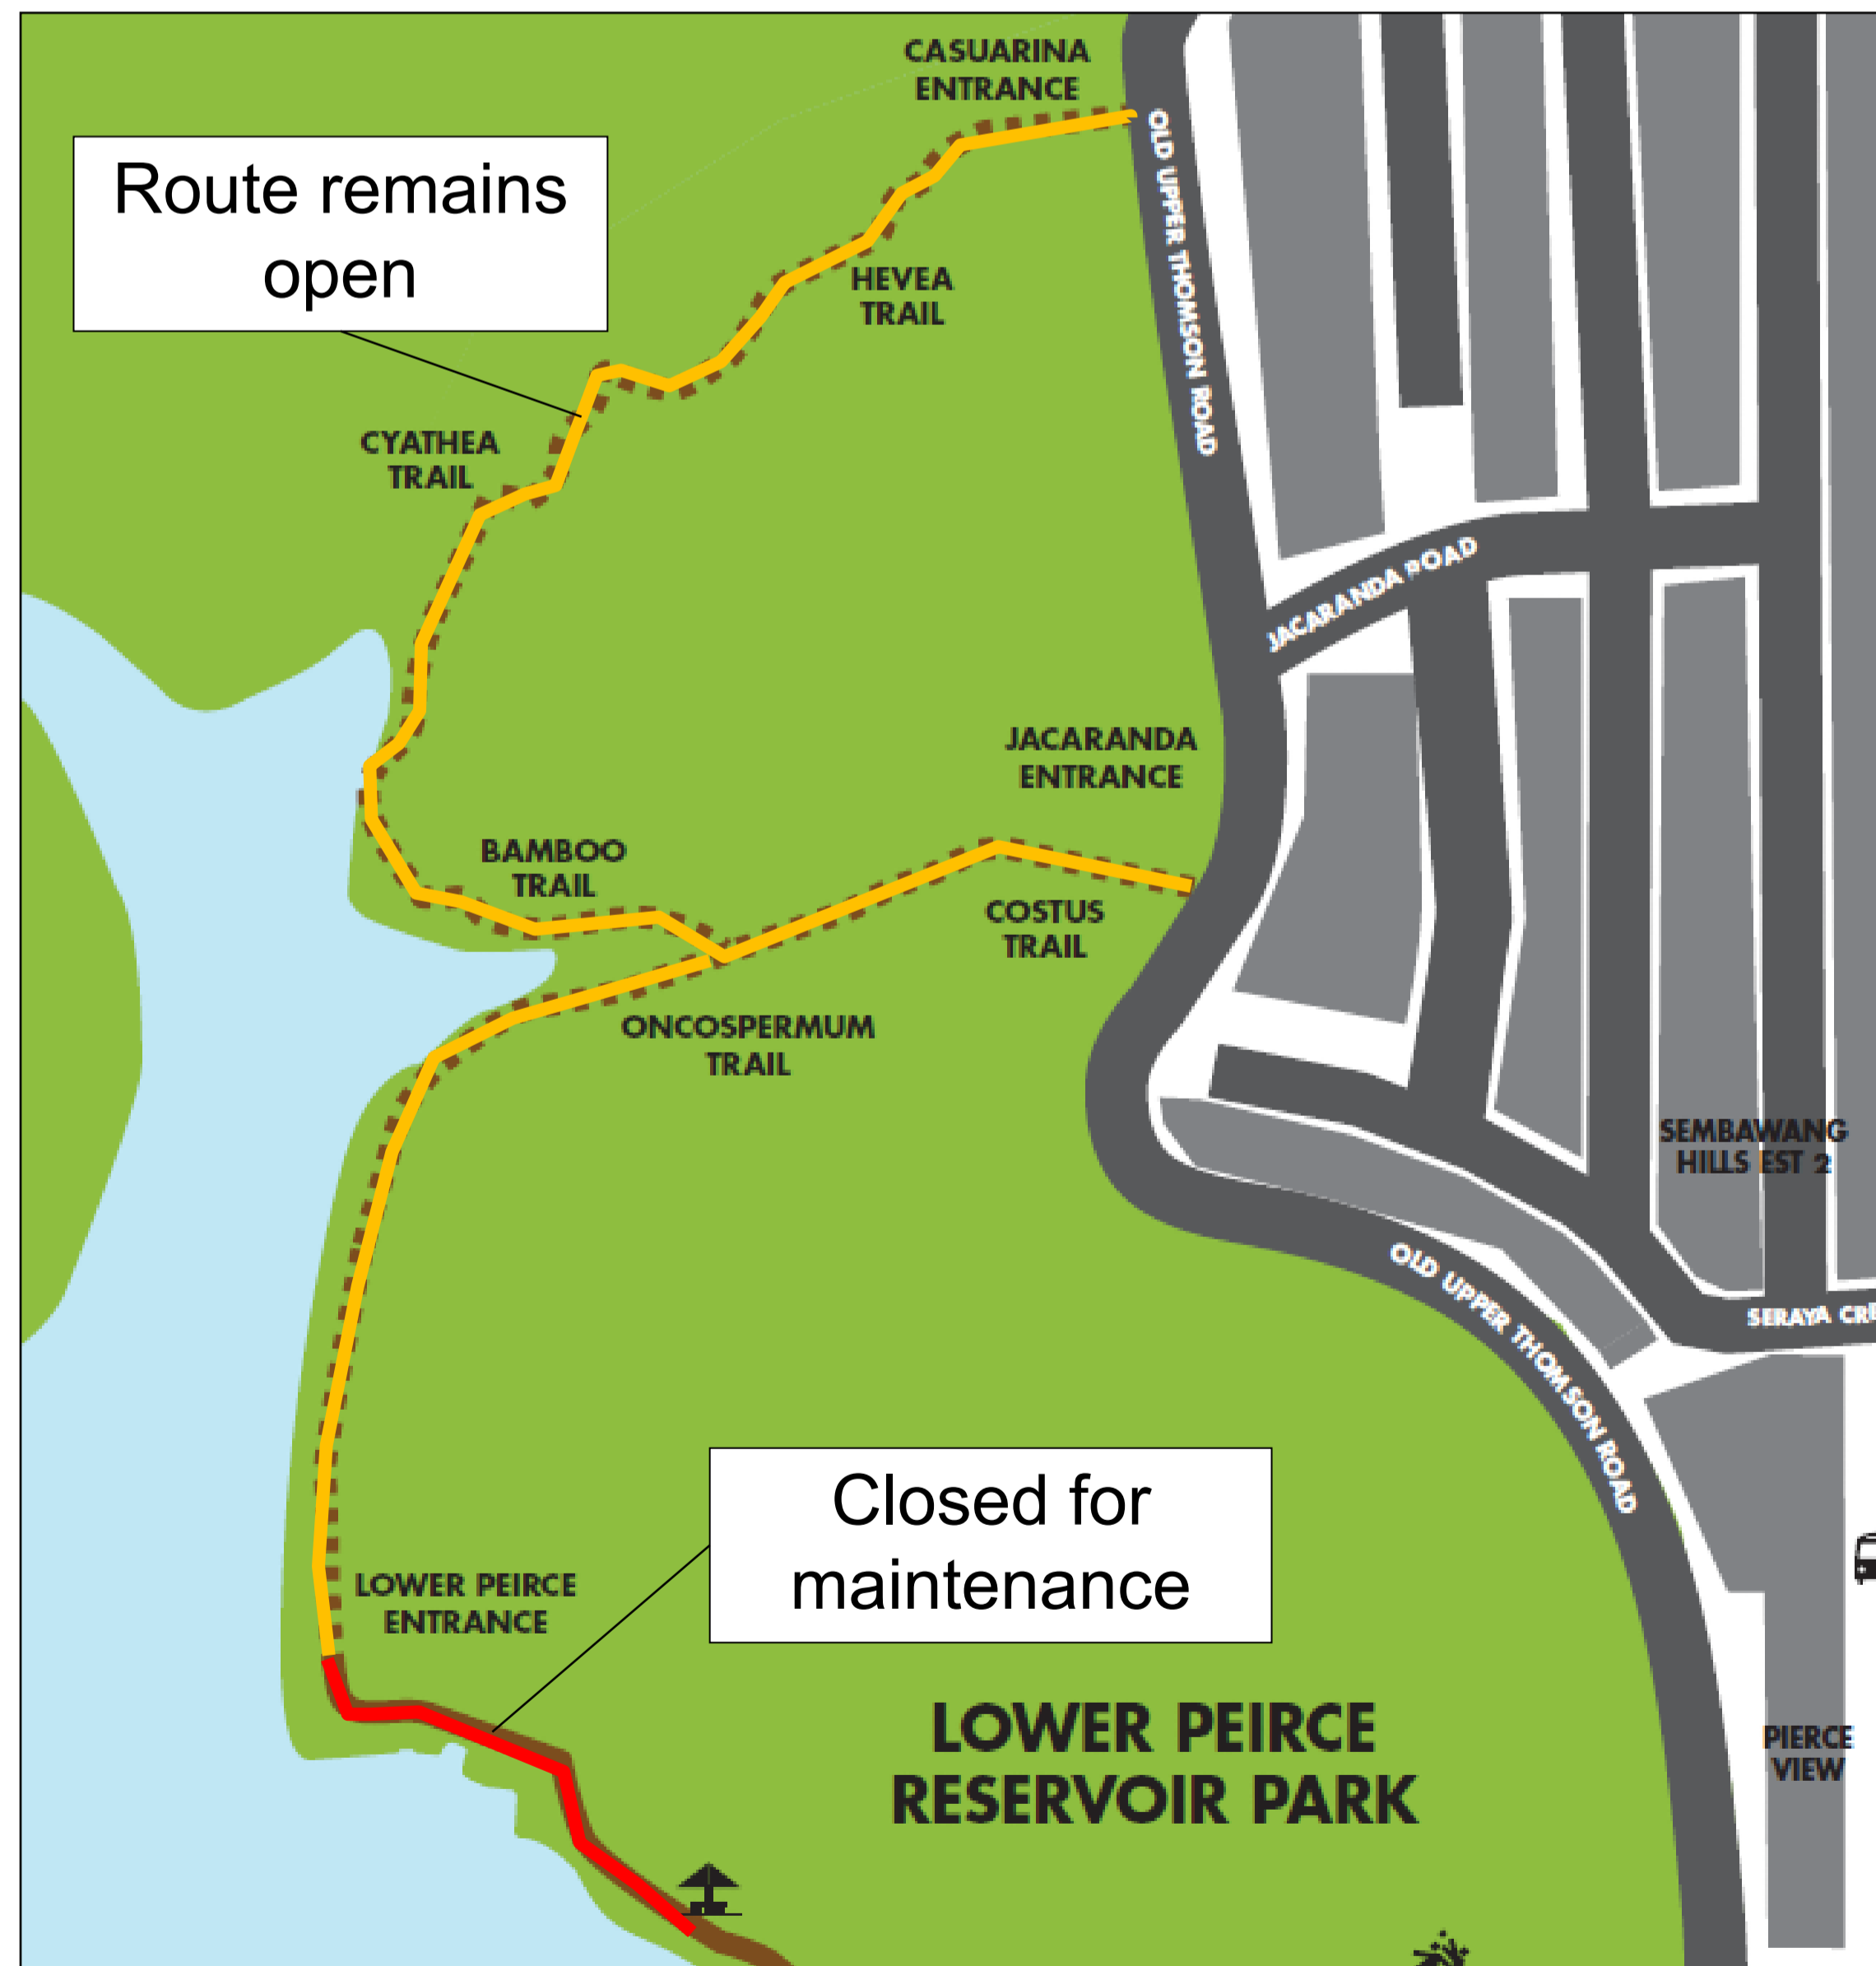 CASUARINA
ENTRANCE
Route remains
open
OLD UPPER THOMSON ROAD
HEVEA
TRAIL
CYATHEA
TRAIL
JACARANDA ROAD
JACARANDA
ENTRANCE
BAMBOO
TRAIL
COSTUS
TRAIL
ONCOSPERMUM
TRAIL
SEMBAWANG
HILLS EST 2
OLD UPPER THOMSON ROAD
SERAYA CRE
Closed for
maintenance
LOWER PEIRCE
ENTRANCE
LOWER PEIRCE
RESERVOIR PARK
PIERCE
VIEW